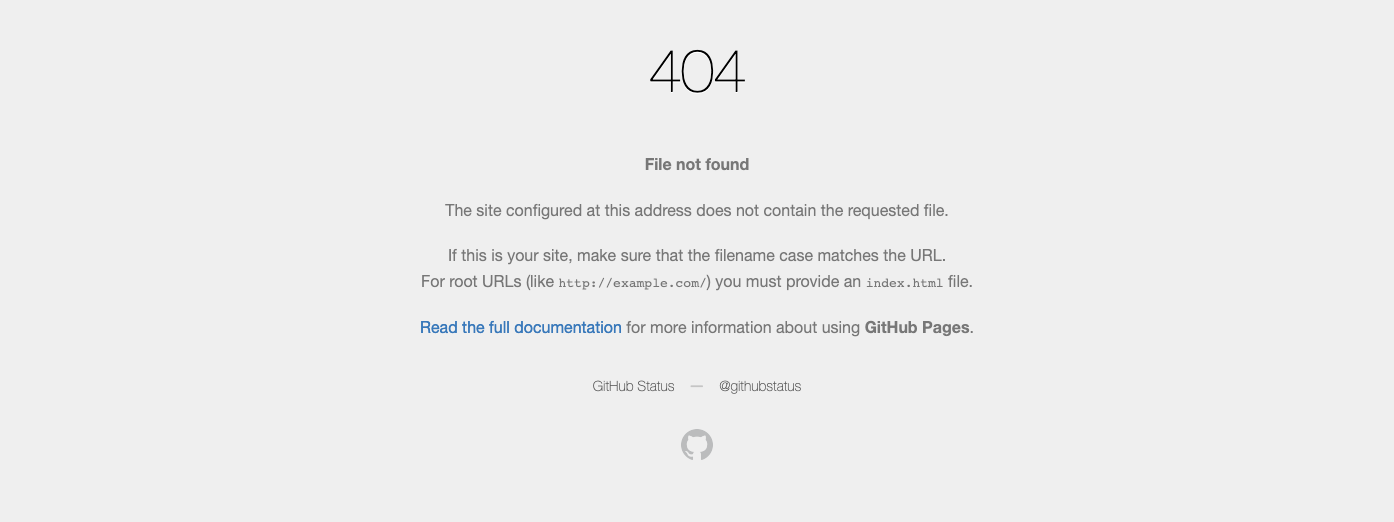 404
File not found
The site configured at this address does not contain the requested file.
If this is your site, make sure that the filename case matches the URL.
For root URLs (like http://example.com/) you must provide an index.html file.
Read the full documentation for more information about using GitHub Pages.
GitHub Status — @githubstatus